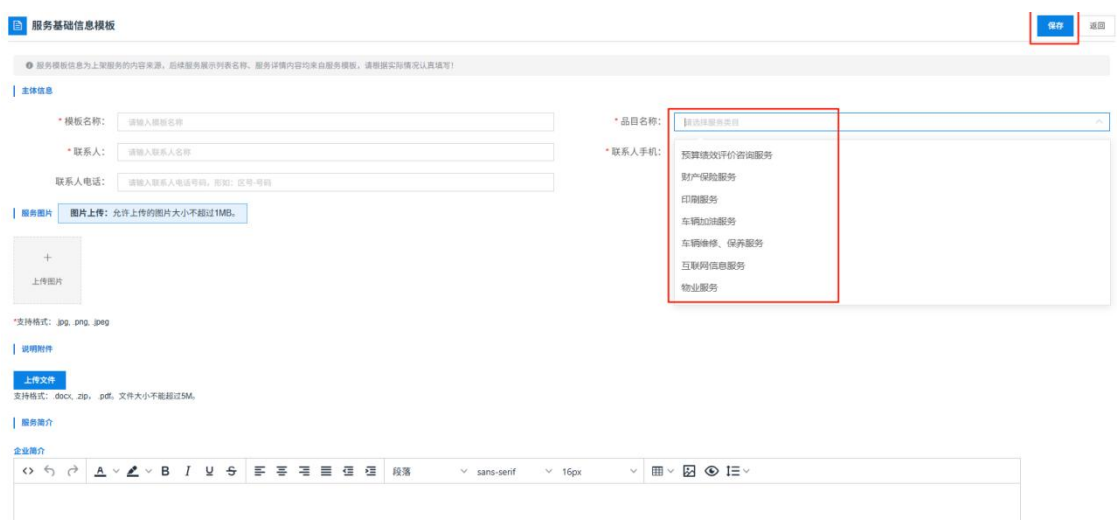 服务基础信息模板
保存 返回
服务模板信息为上架服务的内容来源，后续服务展示列表名称、服务详情内容均来自服务模板，请根据实际情况认真填写！
主体信息
* 模板名称： 请输入模板名称 * 品目名称： 请选择服务类目
* 联系人： 请输入联系人名称 * 联系人手机：
联系人电话： 请输入联系人电话号码，形如：区号-号码
预算绩效评价咨询服务
财产保险服务
印刷服务
车辆加油服务
车辆维修、保养服务
互联网信息服务
物业服务
服务图片 图片上传：允许上传的图片大小不超过1MB。
+
上传图片
*支持格式：.jpg, .png, .jpeg
说明附件
上传文件
支持格式：.docx, .zip， .pdf。文件大小不能超过5M。
服务简介
企业简介
A B I U S 段落 sans-serif 16px